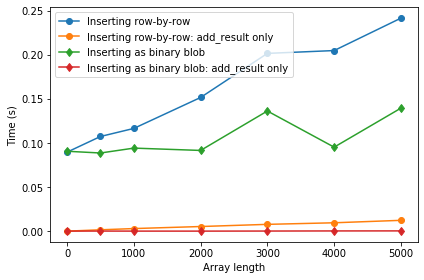 Inserting row-by-row
Inserting row-by-row: add_result only
Inserting as binary blob
Inserting as binary blob: add_result only
0.25
0.20
0.15
0.10
0.05
0.00
Time (s)
0 1000 2000 3000 4000 5000
Array length